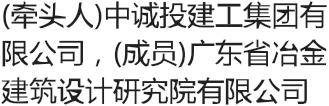 (牵头人)中诚投建工集团有
限公司，(成员)广东省冶金
建筑设计研究院有限公司